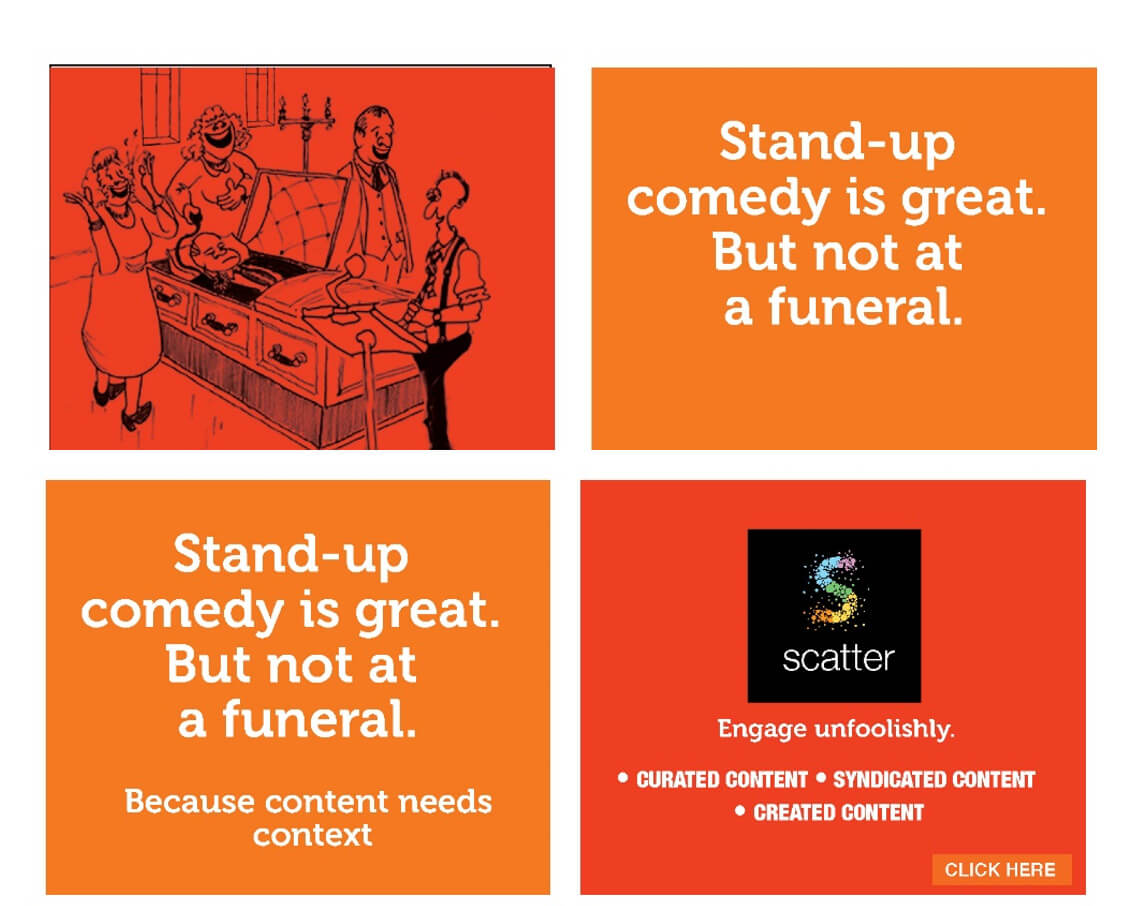 Stand-up
comedy is great.
But not at
a funeral.
Stand-up
comedy is great.
But not at
a funeral.
Because content needs
context
scatter
Engage unfoolishly.
• CURATED CONTENT • SYNDICATED CONTENT
• CREATED CONTENT
CLICK HERE